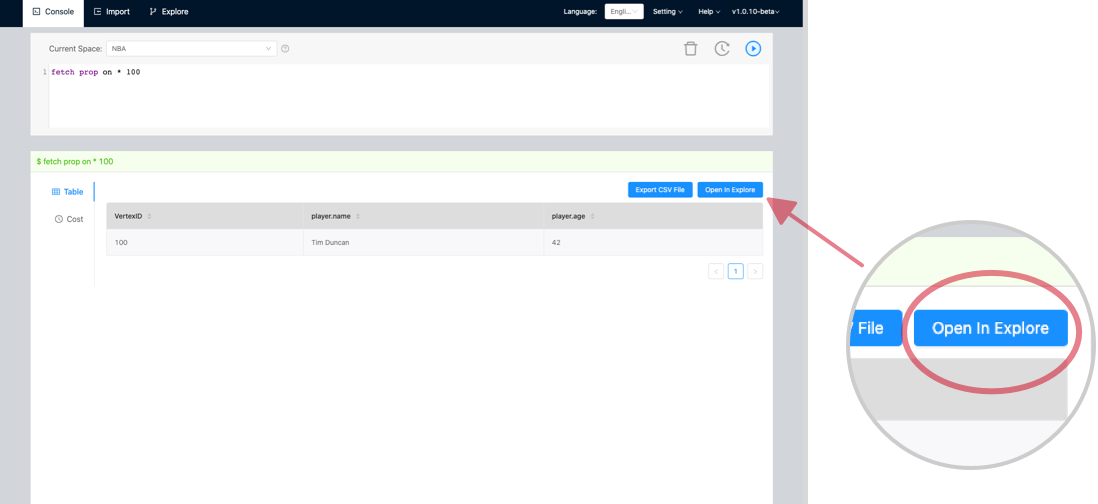 Console Import Explore Language: Engli... Setting Help v1.0.10-beta
Current Space: NBA
1 fetch prop on * 100
$ fetch prop on * 100
Table Export CSV File Open In Explore
Cost VertexID player.name player.age
100 Tim Duncan 42
1
File Open In Explore